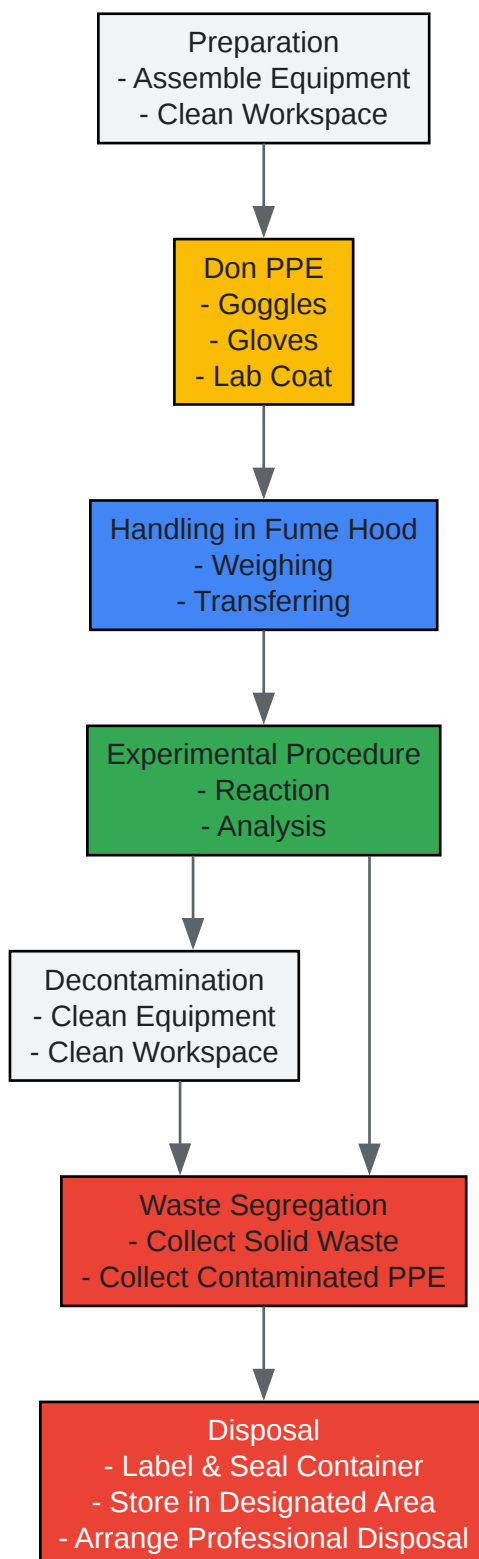 Preparation
- Assemble Equipment
- Clean Workspace
Don PPE
- Goggles
- Gloves
- Lab Coat
Handling in Fume Hood
- Weighing
- Transferring
Experimental Procedure
- Reaction
- Analysis
Decontamination
- Clean Equipment
- Clean Workspace
Waste Segregation
- Collect Solid Waste
- Collect Contaminated PPE
Disposal
- Label & Seal Container
- Store in Designated Area
- Arrange Professional Disposal